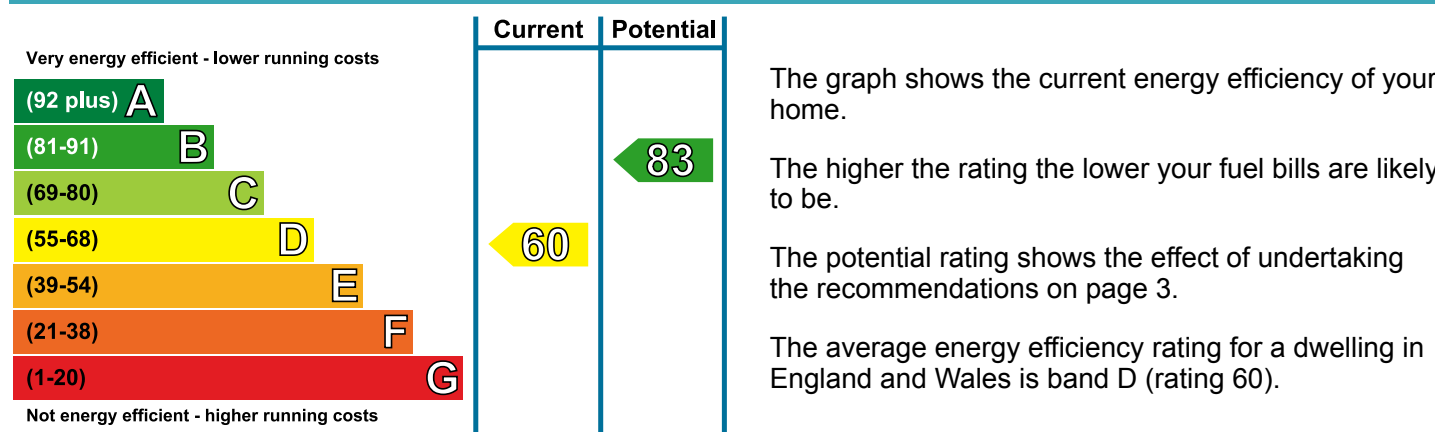 Current Potential
Very energy efficient - lower running costs
(92 plus) A
(81-91) B
(69-80) C
(55-68) D
(39-54) E
(21-38) F
(1-20) G
Not energy efficient - higher running costs
83
60
The graph shows the current energy efficiency of your
home.
The higher the rating the lower your fuel bills are likely
to be.
The potential rating shows the effect of undertaking
the recommendations on page 3.
The average energy efficiency rating for a dwelling in
England and Wales is band D (rating 60).